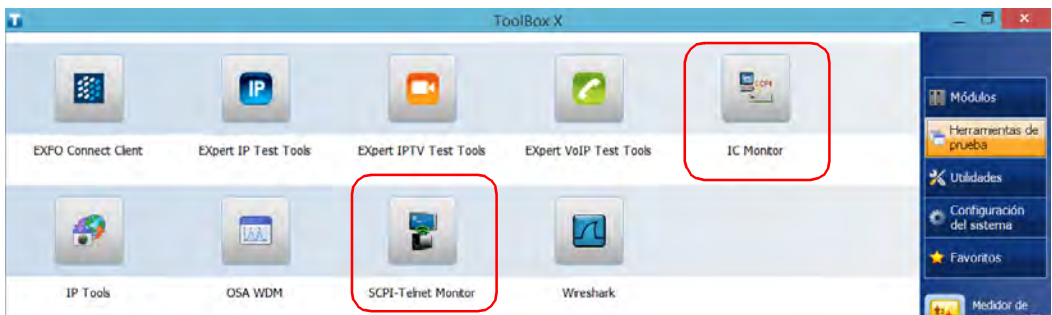 ToolBox X
EXFO Connect Client
EXpert IP Test Tools
EXpert IPTV Test Tools
EXpert VoIP Test Tools
IC Monitor
IP Tools
OSA WDM
SCPI-Telnet Monitor
Wireshark
Módulos
Herramientas de
prueba
Utilidades
Configuración
del sistema
Favoritos
Medidor de